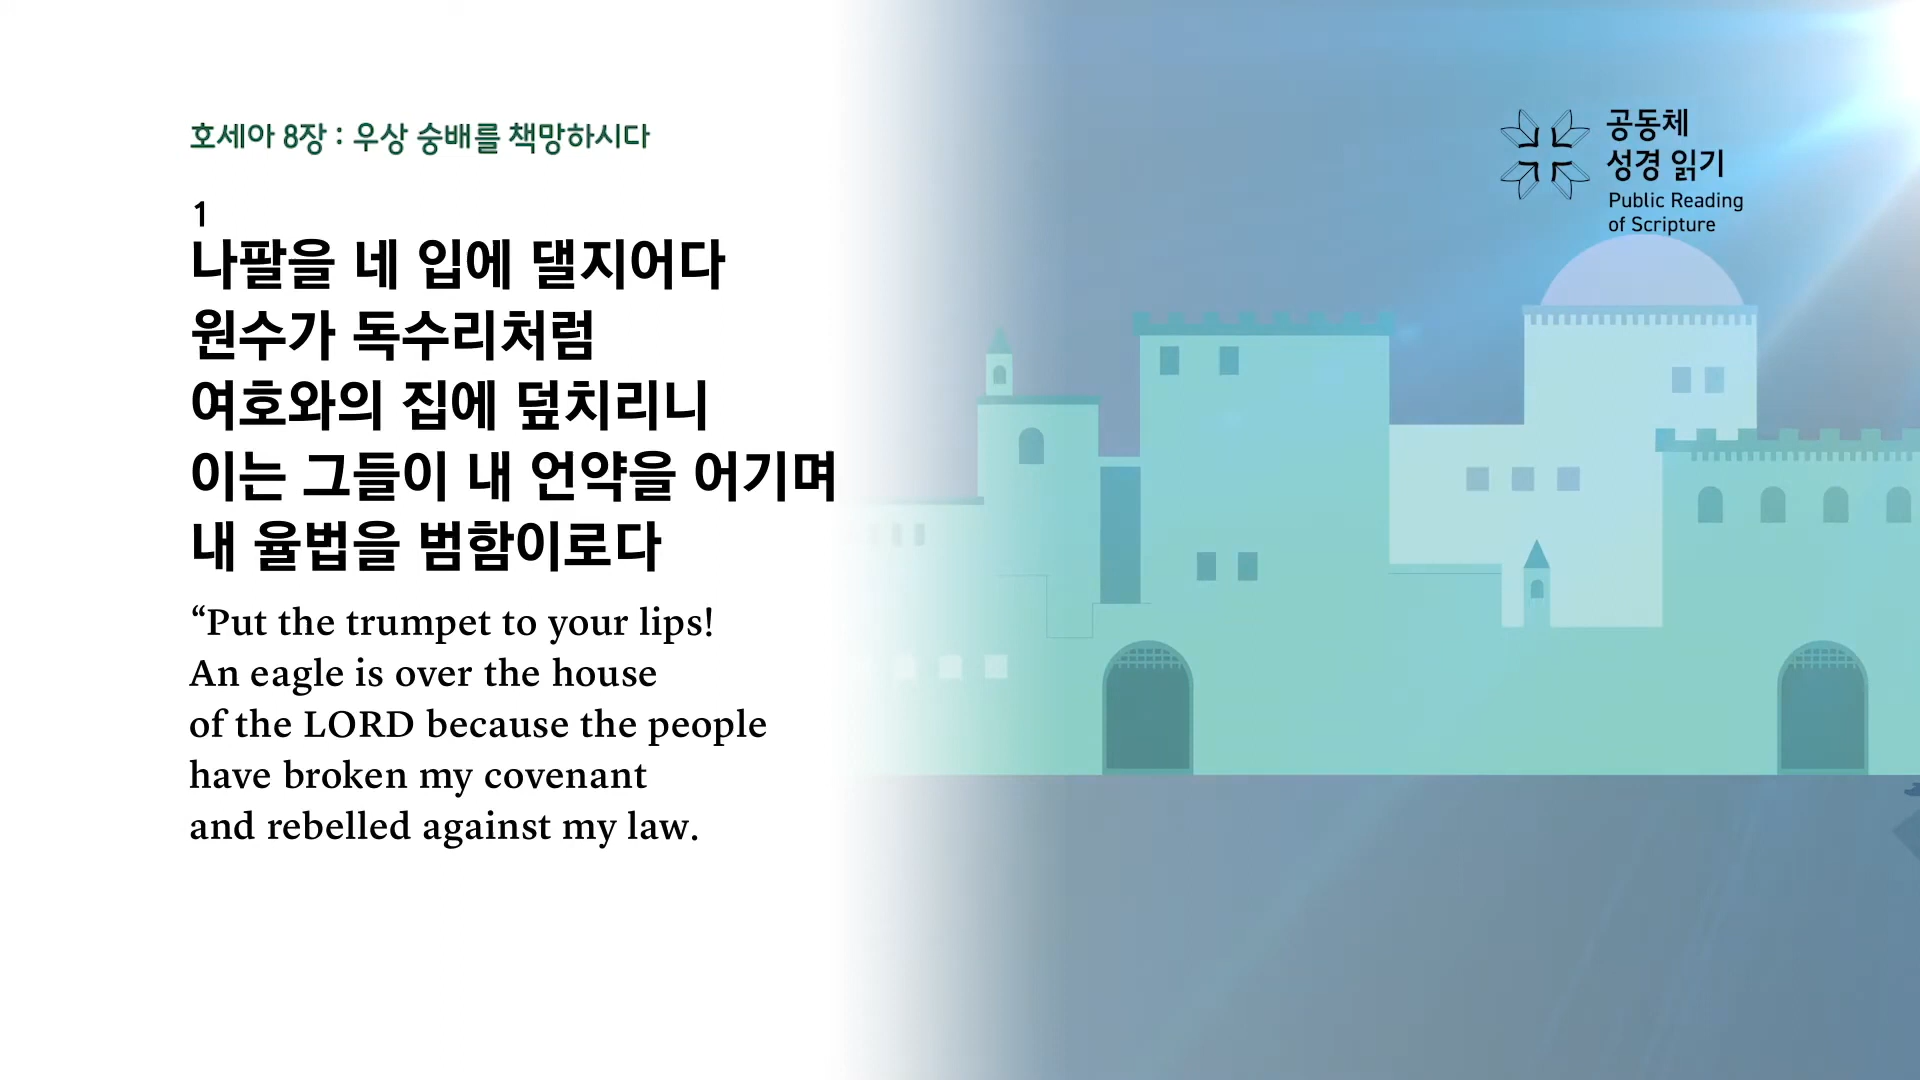 호세아 8장 : 우상 숭배를 책망하시다
1
나팔을 네 입에 댈지어다
원수가 독수리처럼
여호와의 집에 덮치리니
이는 그들이 내 언약을 어기며
내 율법을 범함이로다
“Put the trumpet to your lips!
An eagle is over the house
of the LORD because the people
have broken my covenant
and rebelled against my law.
공동체
성경 읽기
Public Reading
of Scripture